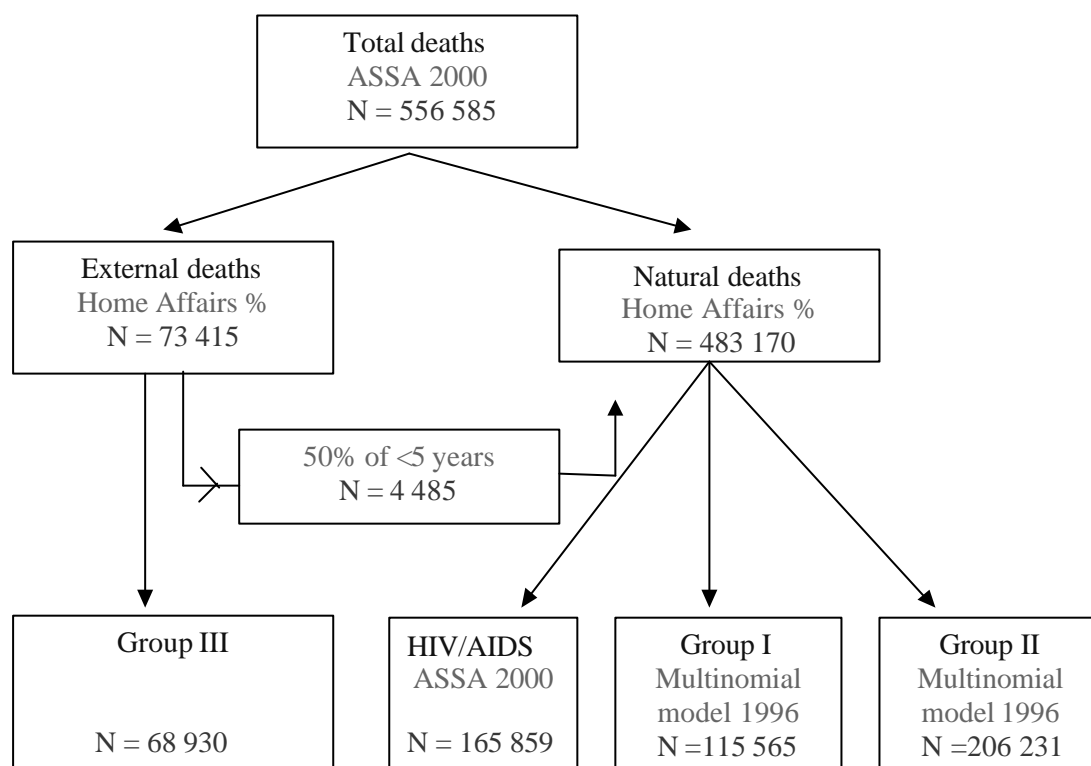 Total deaths
ASSA 2000
N = 556 585
External deaths
Home Affairs %
N = 73 415
Natural deaths
Home Affairs %
N = 483 170
50% of <5 years
N = 4 485
Group III
N = 68 930
HIV/AIDS
ASSA 2000
N = 165 859
Group I
Multinomial
model 1996
N =115 565
Group II
Multinomial
model 1996
N =206 231